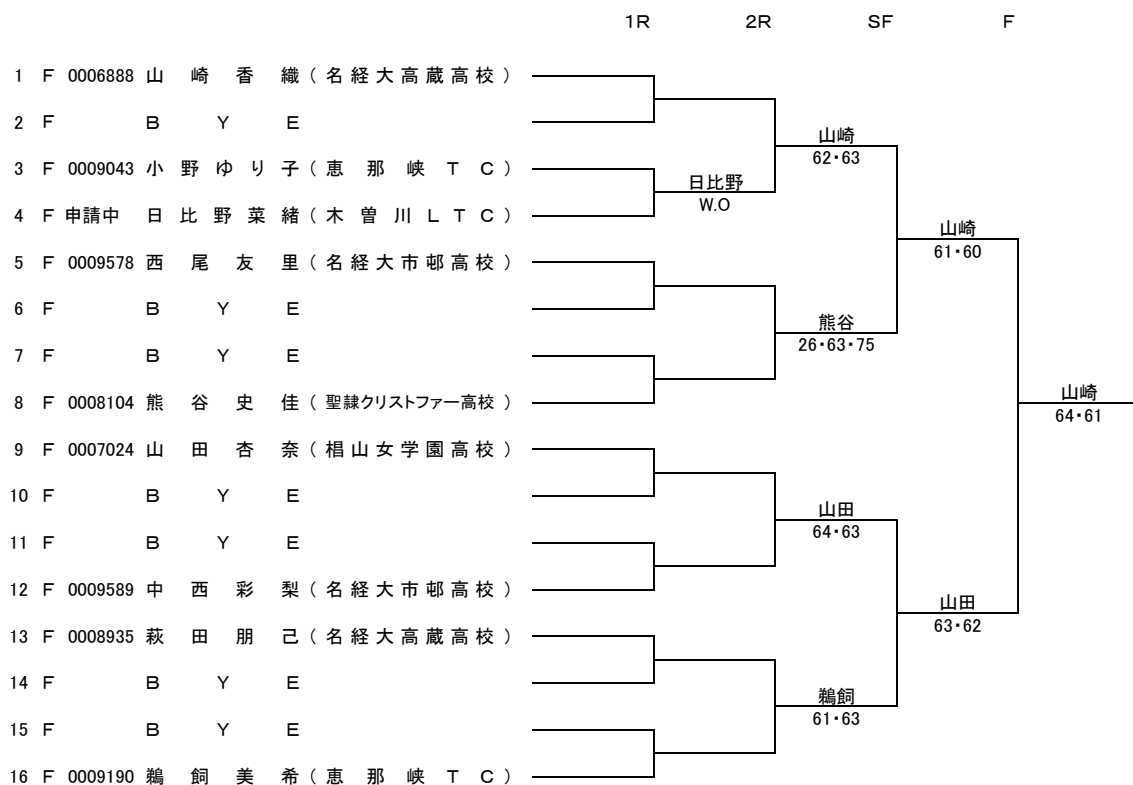 1R 2R SF F
1 F 0006888 山崎香織(名経大高蔵高校)
2 F BYE
山崎
62・63
3 F 0009043 小野ゆり子(恵那峡TC)
日比野
W.O
4 F 申請中 日比野菜緒(木曽川LTC)
山崎
61・60
5 F 0009578 西尾友里(名経大市邨高校)
6 F BYE
熊谷
26・63・75
7 F BYE
8 F 0008104 熊谷史佳(聖隷クリストファー高校)
山崎
64・61
9 F 0007024 山田杏奈(椙山女学園高校)
10 F BYE
山田
64・63
11 F BYE
12 F 0009589 中西彩梨(名経大市邨高校)
山田
63・62
13 F 0008935 萩田朋己(名経大高蔵高校)
14 F BYE
鵜飼
61・63
15 F BYE
16 F 0009190 鵜飼美希(恵那峡TC)